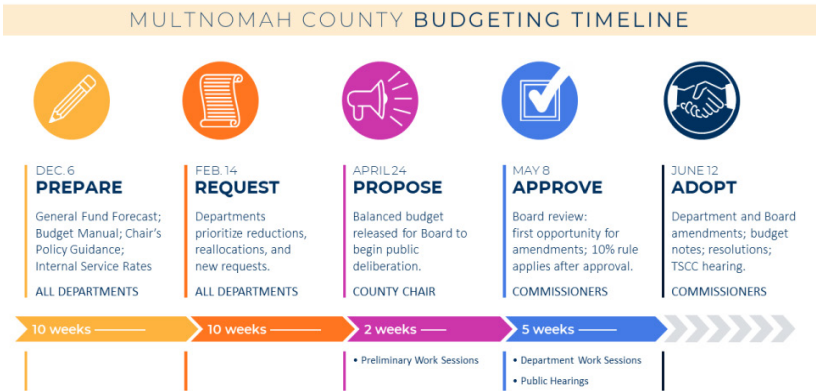 MULTNOMAH COUNTY BUDGETING TIMELINE
DEC. 6
PREPARE
General Fund Forecast;
Budget Manual; Chair's
Policy Guidance;
Internal Service Rates
ALL DEPARTMENTS
FEB. 14
REQUEST
Departments
prioritize reductions,
reallocations, and
new requests.
ALL DEPARTMENTS
APRIL 24
PROPOSE
Balanced budget
released for Board to
begin public
deliberation.
COUNTY CHAIR
MAY 8
APPROVE
Board review:
first opportunity for
amendments; 10% rule
applies after approval.
COMMISSIONERS
JUNE 12
ADOPT
Department and Board
amendments; budget
notes; resolutions;
TSCC hearing.
COMMISSIONERS
10 weeks
10 weeks
2 weeks
5 weeks
• Preliminary Work Sessions
• Department Work Sessions
• Public Hearings